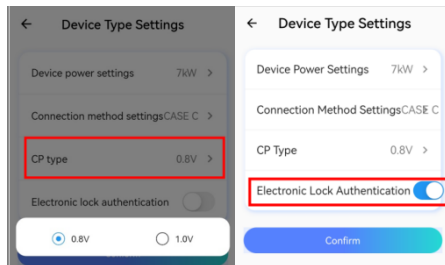 ← Device Type Settings
Device power settings 7kW >
Connection method settings CASE C >
CP type 0.8V >
Electronic lock authentication
0.8V 1.0V
← Device Type Settings
Device Power Settings 7kW >
Connection Method Settings CASE C
CP Type 0.8V >
Electronic Lock Authentication
Confirm